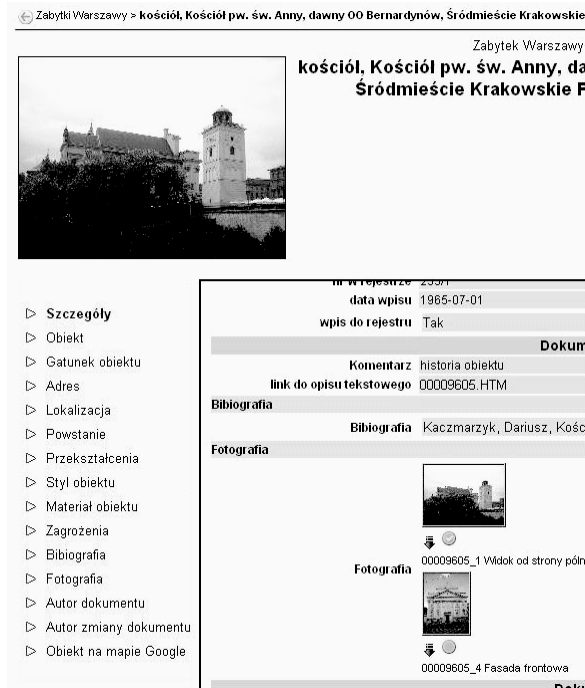 Zabytki Warszawy > kościół, Kościół pw. św. Anny, dawny OO Bernardynów, Śródmieście Krakowskie
Zabytek Warszawy
kościół, Kościół pw. św. Anny, da
Śródmieście Krakowskie P
Szczegóły
Obiekt
Gatunek obiektu
Adres
Lokalizacja
Powstanie
Przekształcenia
Styl obiektu
Materiał obiektu
Zagrożenia
Bibiografia
Fotografia
Autor dokumentu
Autor zmiany dokumentu
Obiekt na mapie Google
nr w rejestrze
data wpisu 1965-07-01
wpis do rejestru Tak
Dokum
Komentarz historia obiektu
link do opisu tekstowego 00009605.HTM
Bibiografia
Bibiografia Kaczmarzyk, Dariusz, Kośc
Fotografia
00009605_1 Widok od strony półn
Fotografia
00009605_4 Fasada frontowa
Doku